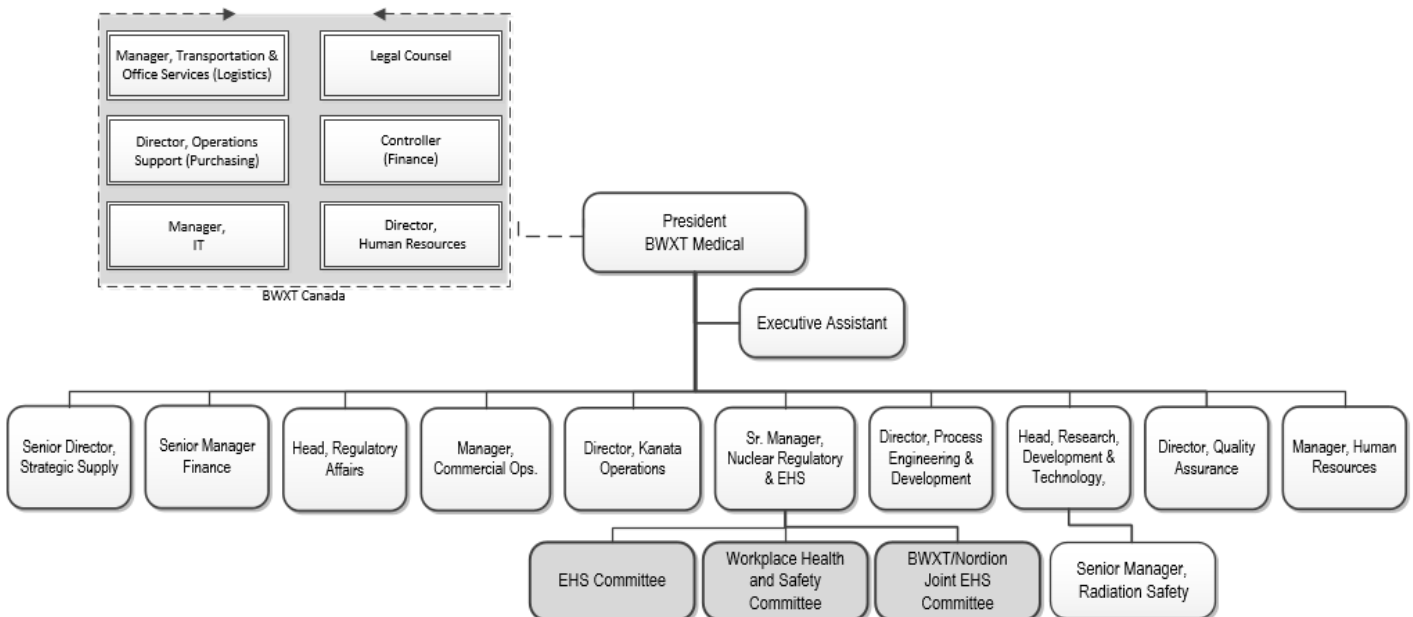 Manager, Transportation &
Office Services (Logistics)
Legal Counsel
Director, Operations
Support (Purchasing)
Controller
(Finance)
Manager,
IT
Director,
Human Resources
BWXT Canada
President
BWXT Medical
Executive Assistant
Senior Director,
Strategic Supply
Senior Manager
Finance
Head, Regulatory
Affairs
Manager,
Commercial Ops.
Director, Kanata
Operations
Sr. Manager,
Nuclear Regulatory
& EHS
Director, Process
Engineering &
Development
Head, Research,
Development &
Technology,
Director, Quality
Assurance
Manager, Human
Resources
EHS Committee
Workplace Health
and Safety
Committee
BWXT/Nordion
Joint EHS
Committee
Senior Manager,
Radiation Safety